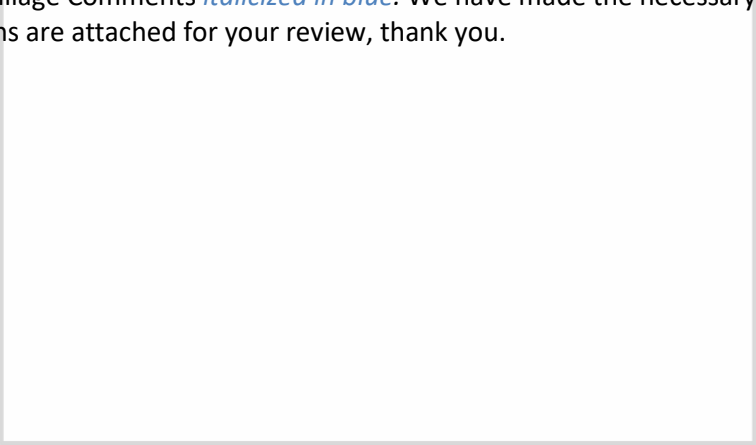 illage Comments italicized in blue. We have made the necessary
ns are attached for your review, thank you.